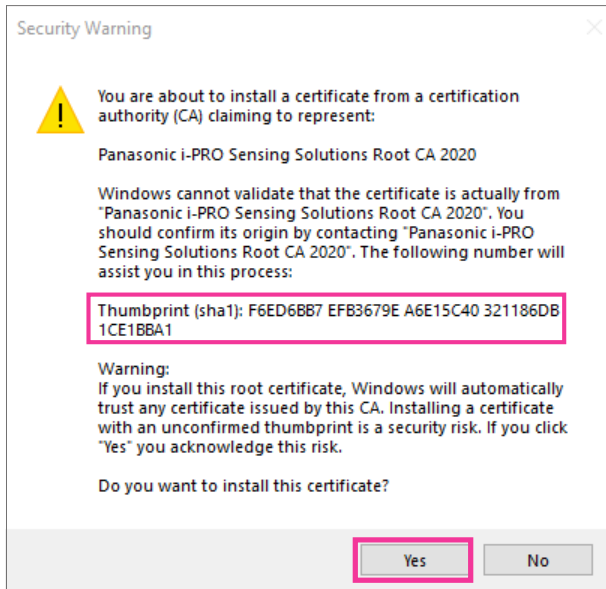 Security Warning
You are about to install a certificate from a certification
authority (CA) claiming to represent:
Panasonic i-PRO Sensing Solutions Root CA 2020
Windows cannot validate that the certificate is actually from
"Panasonic i-PRO Sensing Solutions Root CA 2020". You
should confirm its origin by contacting "Panasonic i-PRO
Sensing Solutions Root CA 2020". The following number will
assist you in this process:
Thumbprint (sha1): F6ED6BB7 EFB3679E A6E15C40 321186DB
1CE1BBA1
Warning:
If you install this root certificate, Windows will automatically
trust any certificate issued by this CA. Installing a certificate
with an unconfirmed thumbprint is a security risk. If you click
"Yes" you acknowledge this risk.
Do you want to install this certificate?
Yes
No